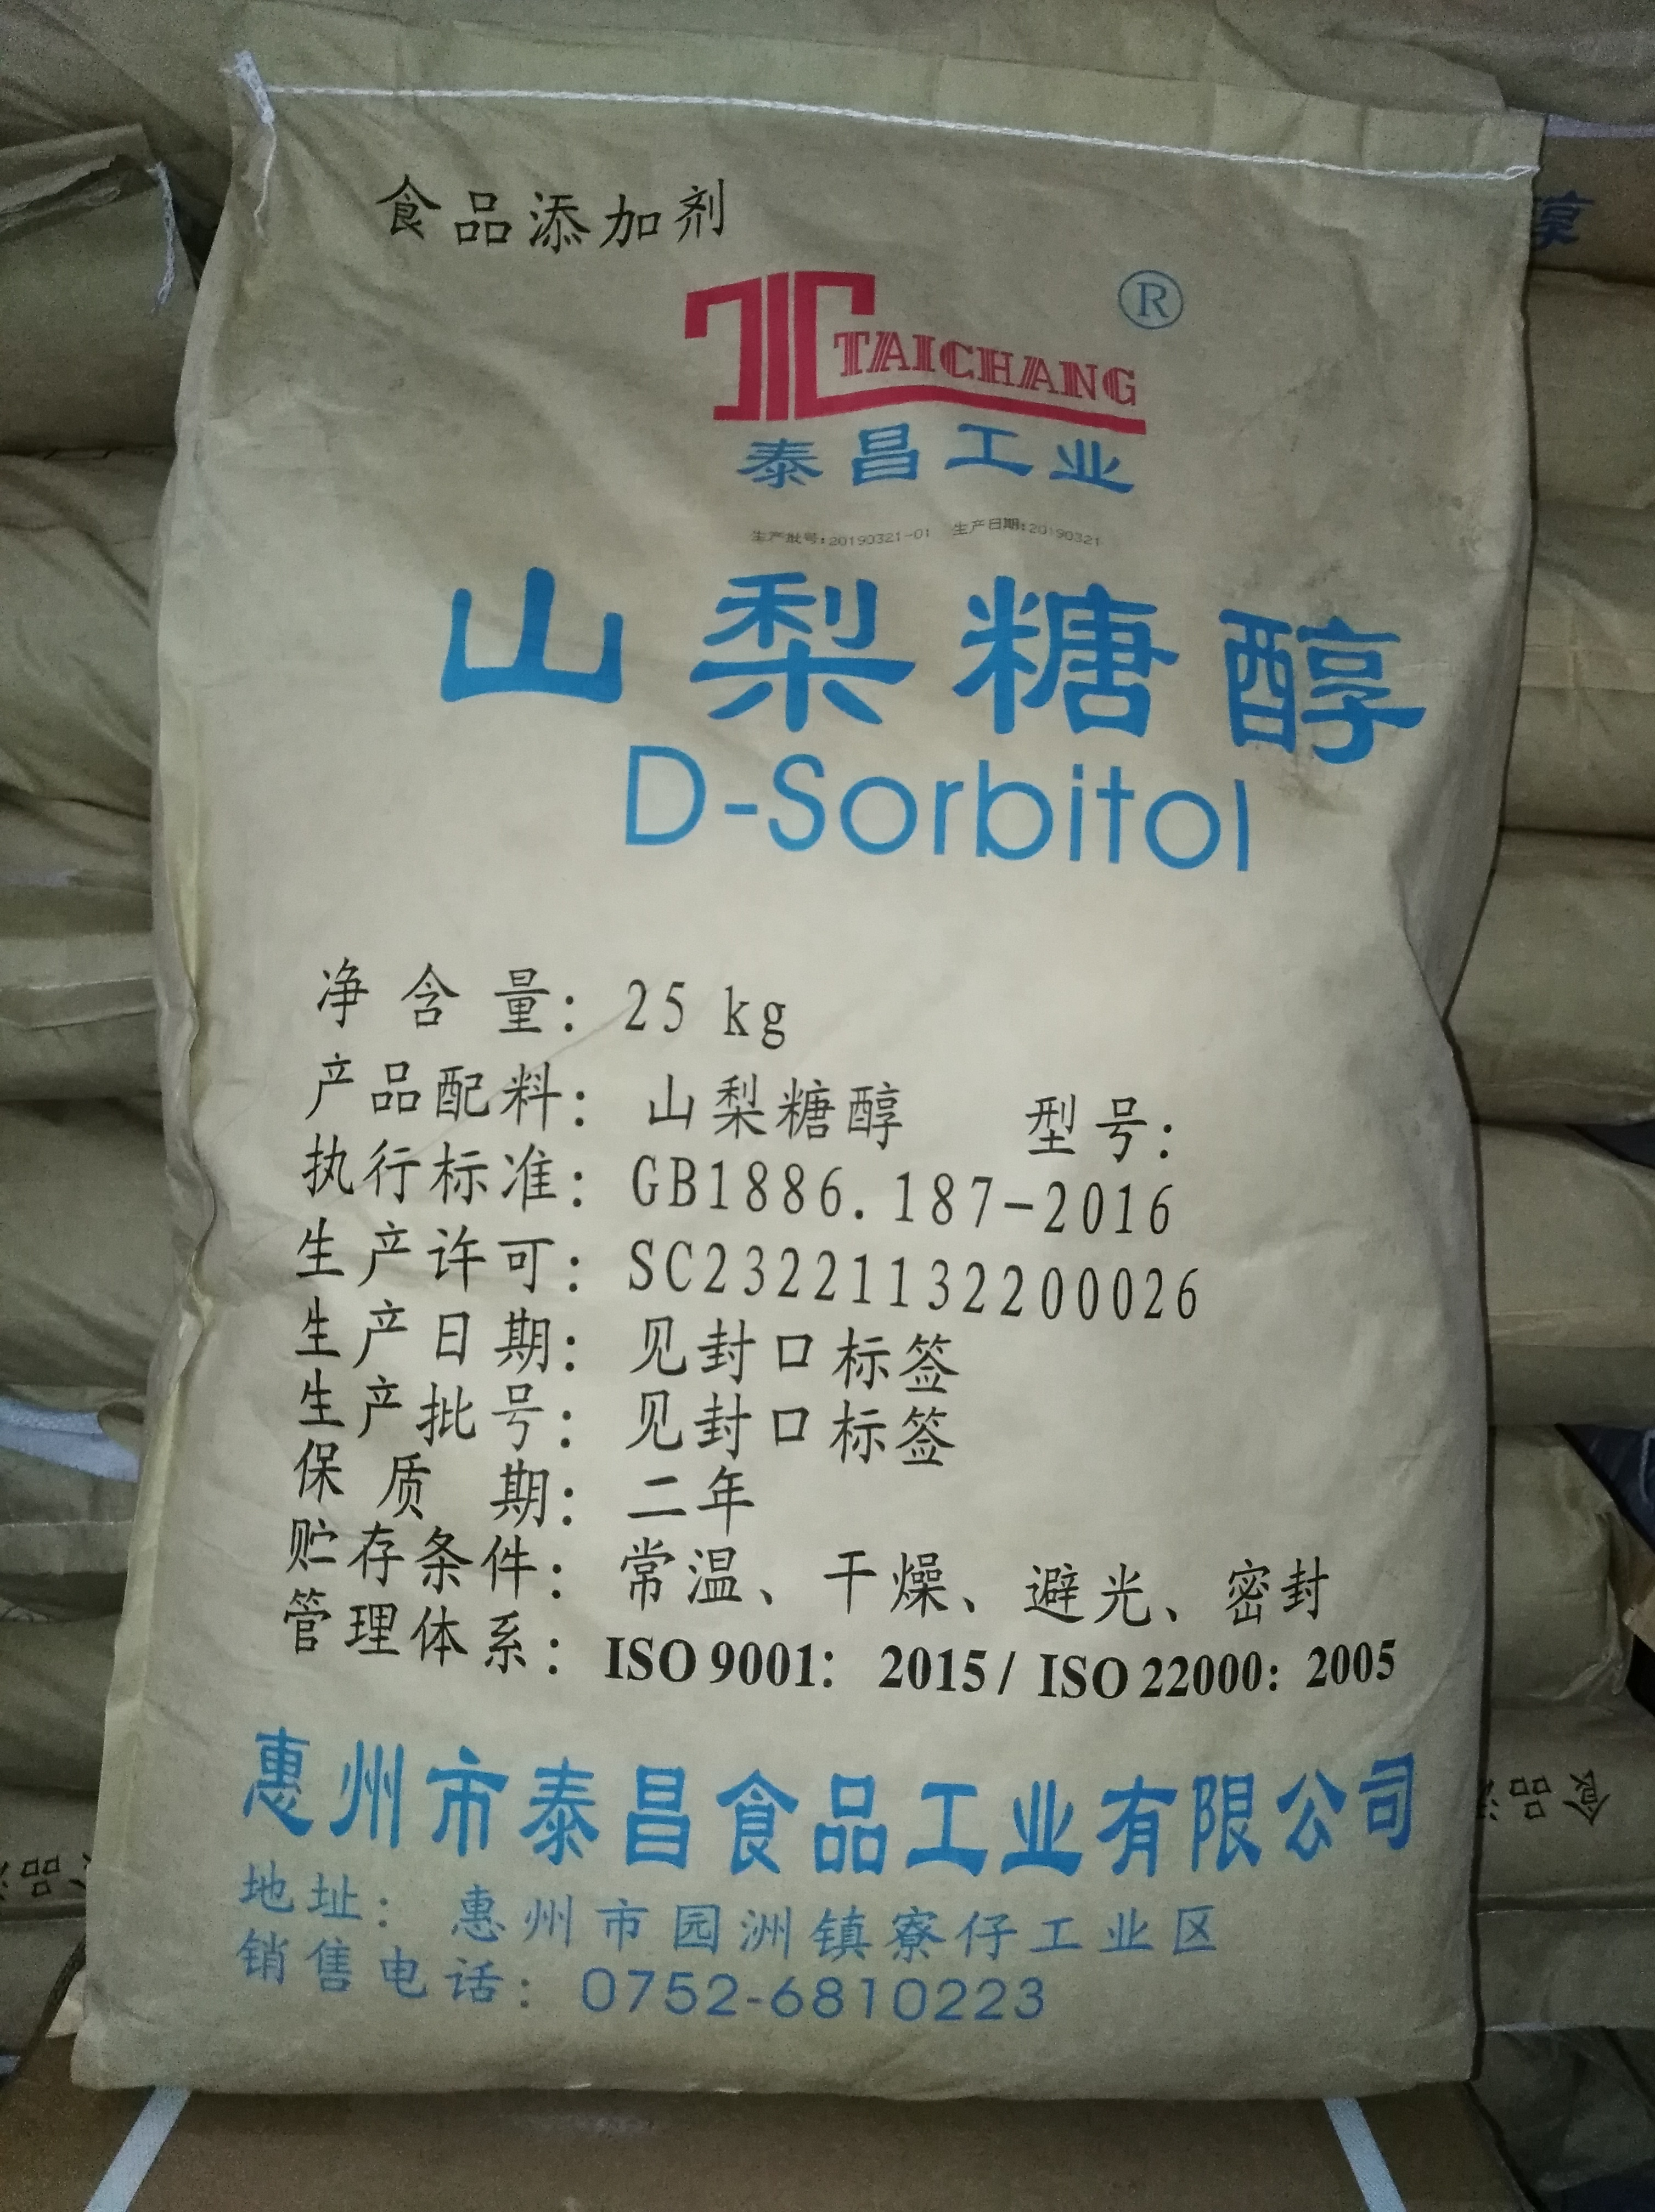 食品添加剂
®
TAICHANG
泰昌工业
生产批号:20190321-01 生产日期:20190321
山梨糖醇
D-Sorbitol
净含量: 25 kg
产品配料: 山梨糖醇 型号:
执行标准: GB1886.187-2016
生产许可: SC23221132200026
生产日期: 见封口标签
生产批号: 见封口标签
保质期: 二年
贮存条件: 常温、干燥、避光、密封
管理体系: ISO 9001: 2015 / ISO 22000: 2005
惠州市泰昌食品工业有限公司
地址: 惠州市园洲镇寮仔工业区
销售电话: 0752-6810223
食品